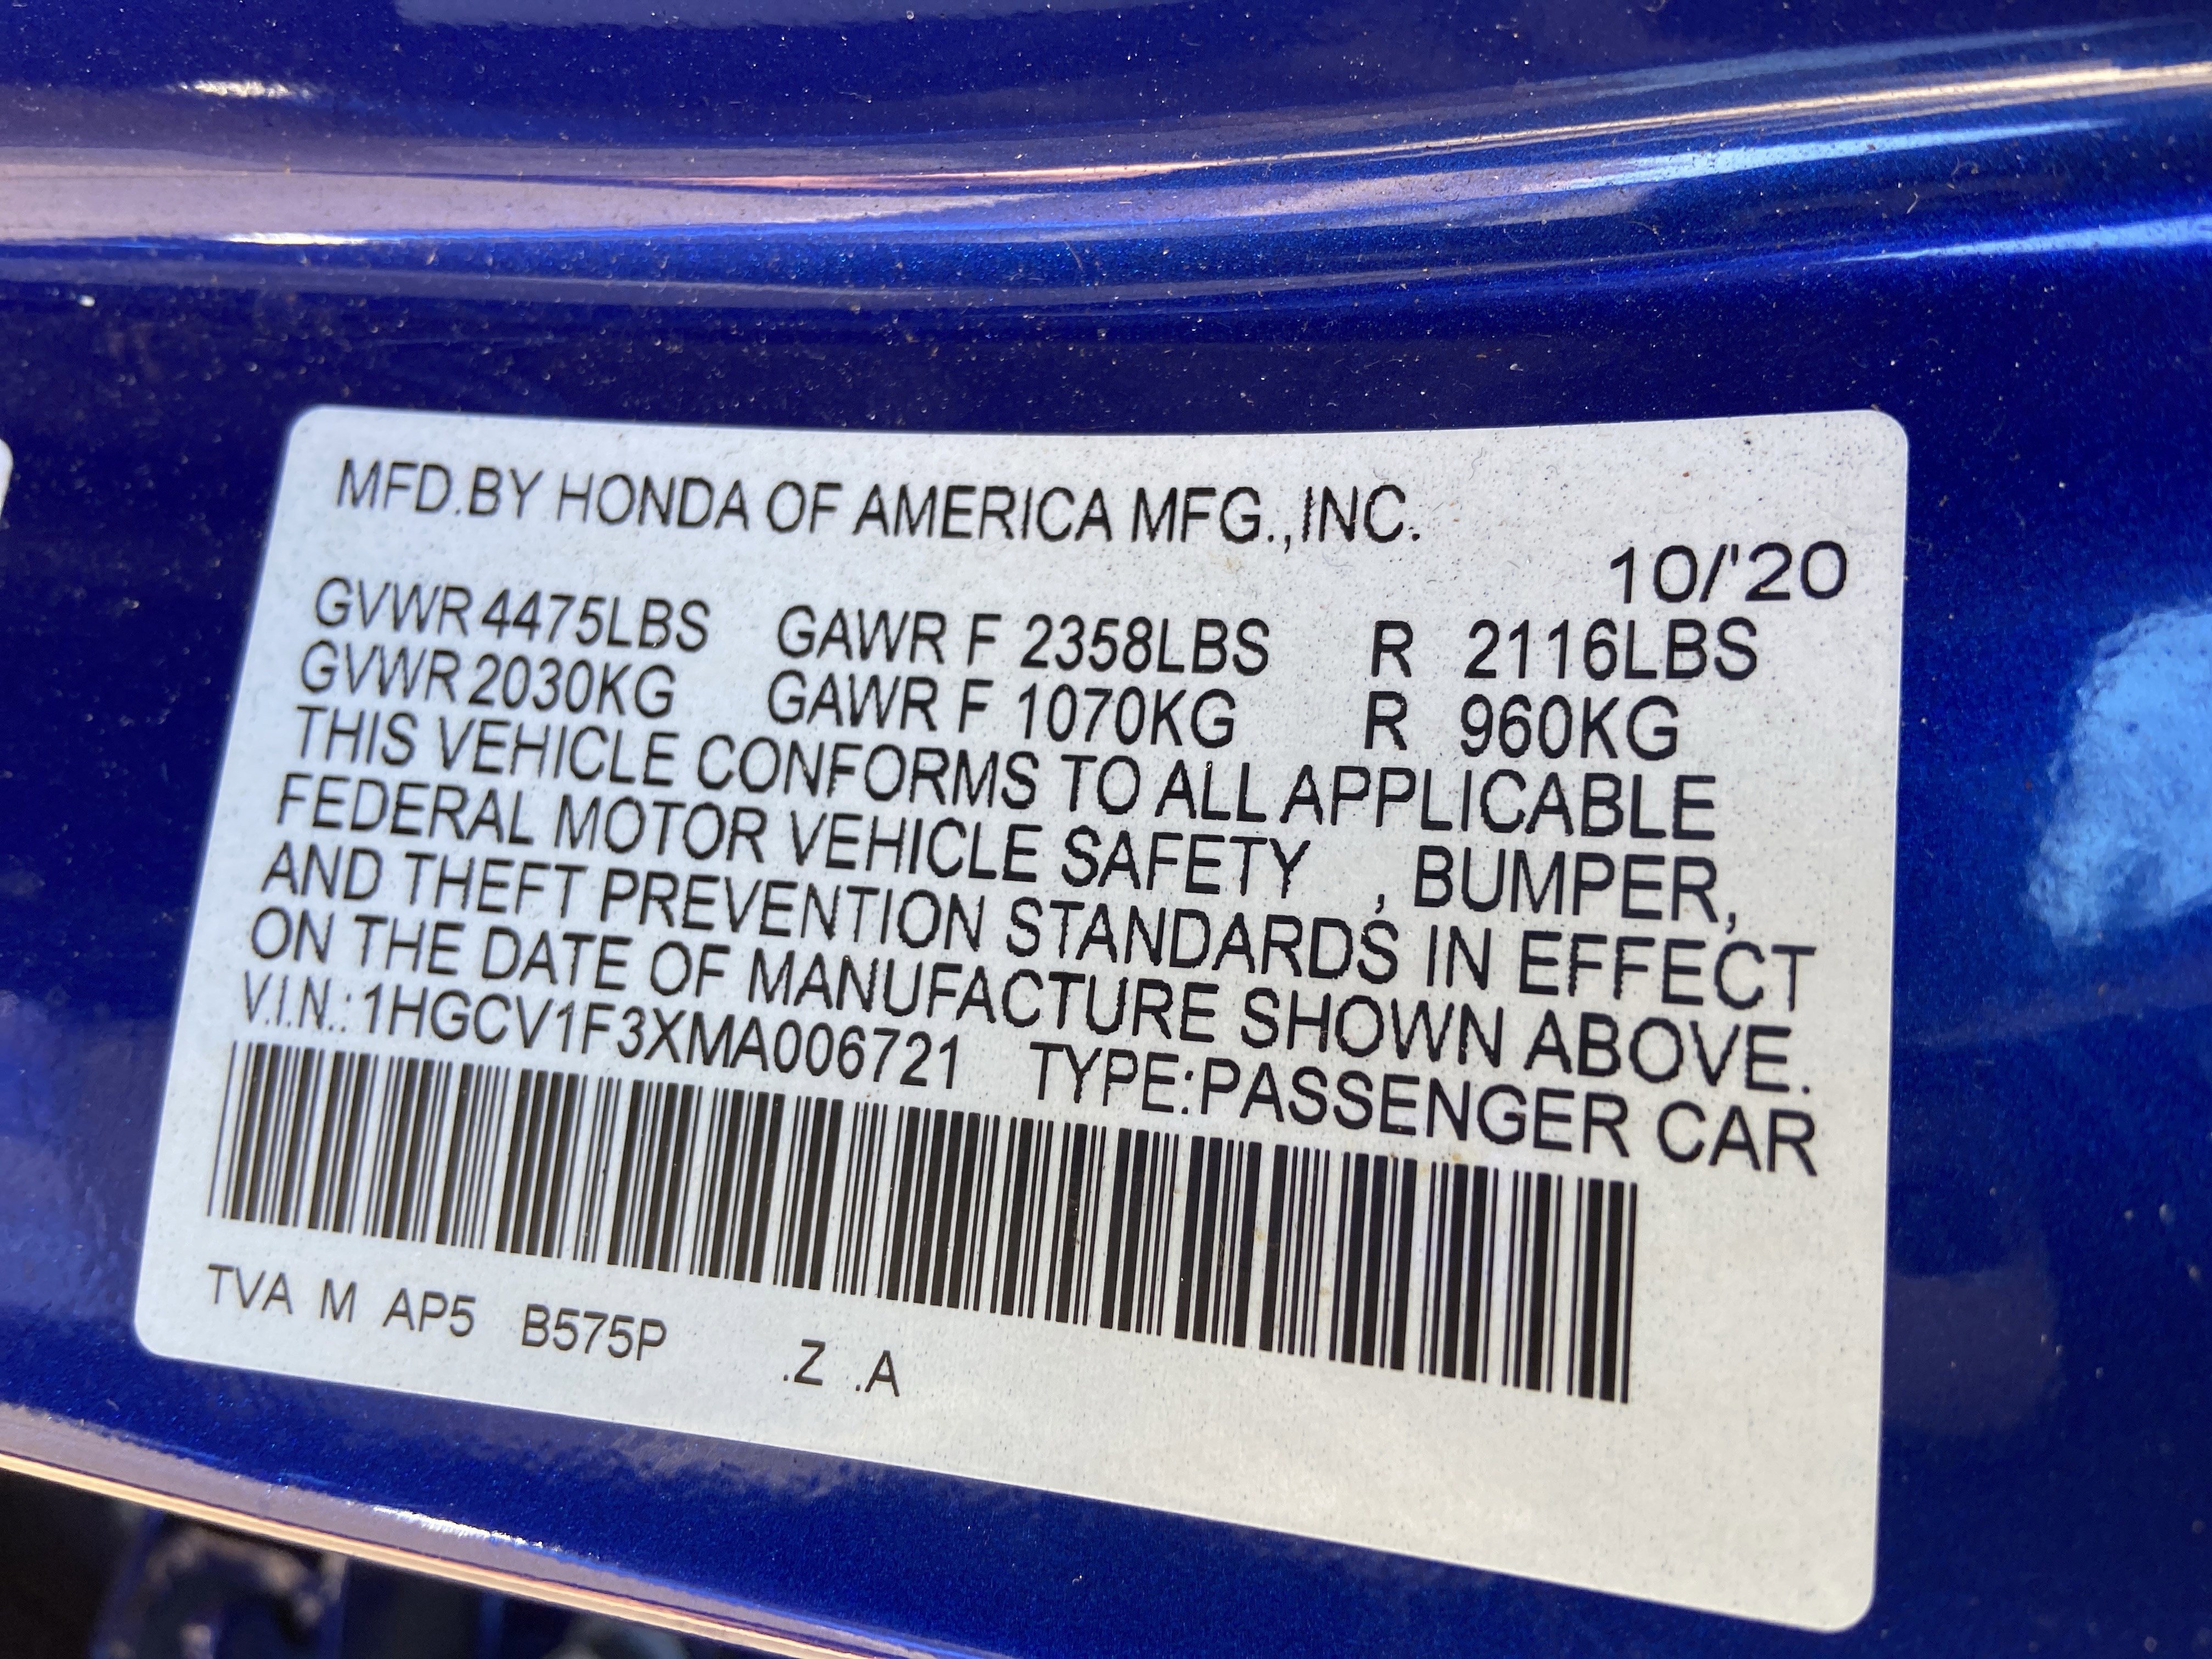 MFD.BY HONDA OF AMERICA MFG.,INC.
10/'20
GVWR 4475LBS GAWR F 2358LBS R 2116LBS
GVWR 2030KG GAWR F 1070KG R 960KG
THIS VEHICLE CONFORMS TO ALL APPLICABLE
FEDERAL MOTOR VEHICLE SAFETY , BUMPER,
AND THEFT PREVENTION STANDARDS IN EFFECT
ON THE DATE OF MANUFACTURE SHOWN ABOVE.
V.I.N.: 1HGCV1F3XMA006721 TYPE:PASSENGER CAR
TVA M AP5 B575P .Z .A